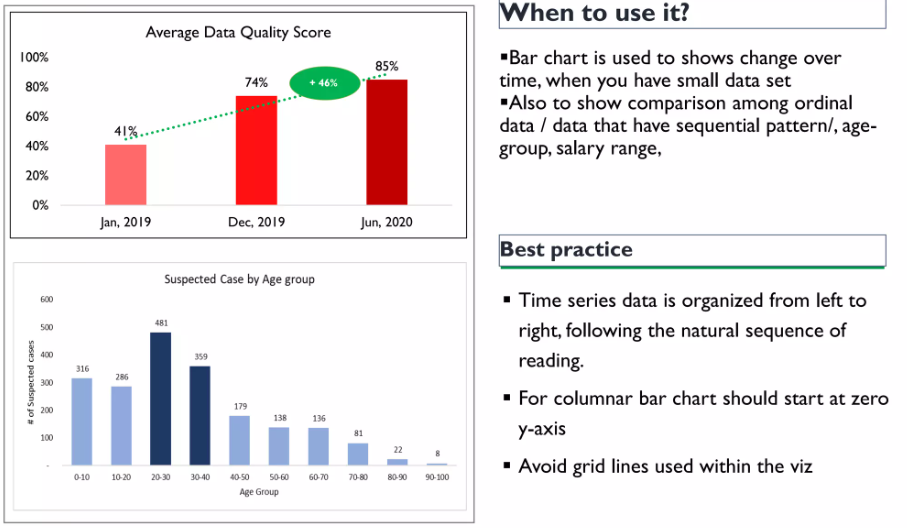 Average Data Quality Score
100%
80%
60%
40%
20%
0%
41%
74%
+ 46%
85%
Jan, 2019
Dec, 2019
Jun, 2020
Suspected Case by Age group
# of Suspected cases
600
500
400
300
200
100
-
316
286
481
359
179
138
136
81
22
8
0-10
10-20
20-30
30-40
40-50
50-60
60-70
70-80
80-90
90-100
Age Group
When to use it?
▪Bar chart is used to shows change over
time, when you have small data set
▪Also to show comparison among ordinal
data / data that have sequential pattern/, age-
group, salary range,
Best practice
▪ Time series data is organized from left to
right, following the natural sequence of
reading.
▪ For columnar bar chart should start at zero
y-axis
▪ Avoid grid lines used within the viz